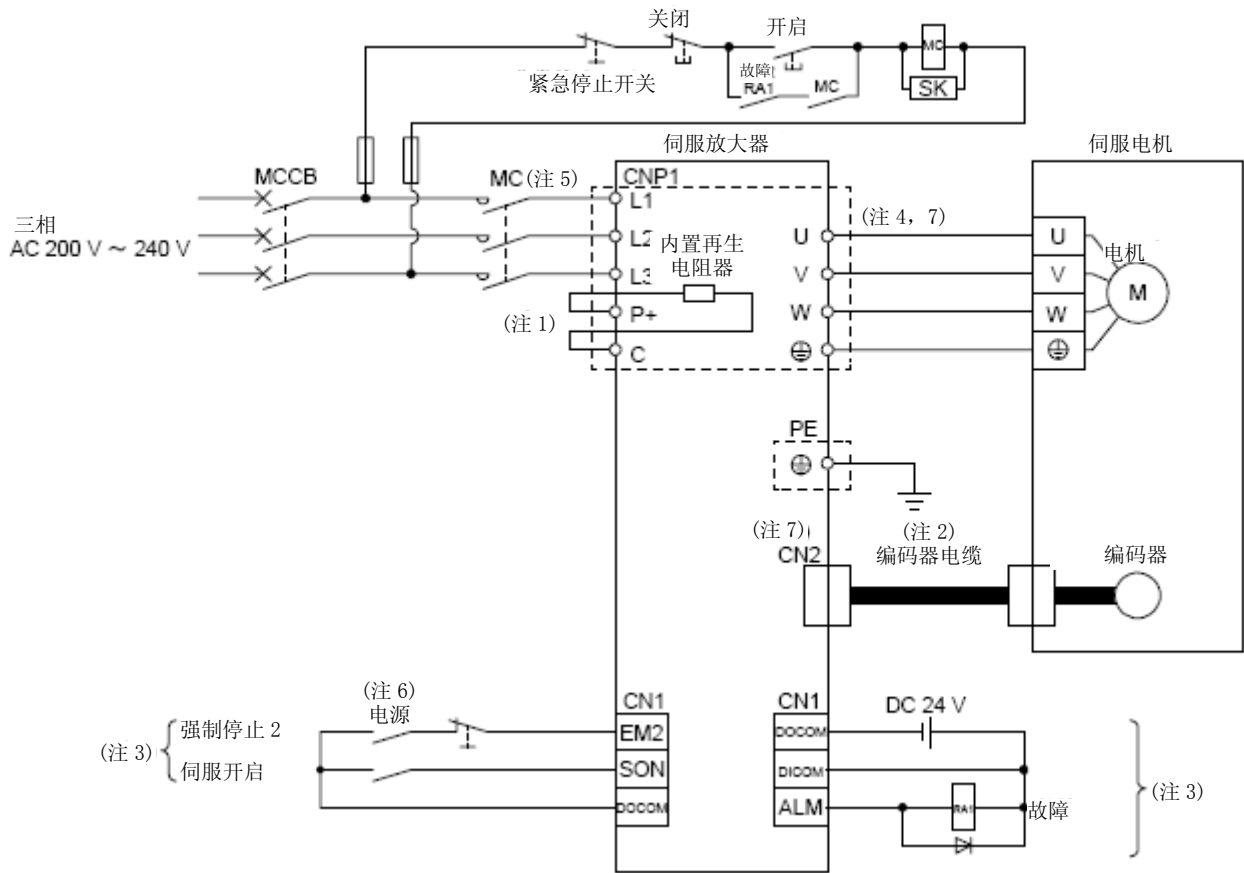 关闭
开启
MC
紧急停止开关
故障
RA1
MC
SK
伺服放大器
伺服电机
MCCB
MC(注 5)
CNP1
L1
三相
AC 200 V ～ 240 V
L2
内置再生
电阻器
U
(注 4, 7)
U
电机
L3
V
V
M
(注 1)
P+
W
W
C
PE
(注 7)
CN2
(注 2)
编码器电缆
编码器
(注 6)
电源
CN1
CN1
DC 24 V
(注 3)
强制停止 2
伺服开启
EM2
SON
DOCOM
DOCOM
DICOM
ALM
RA1
故障
(注 3)